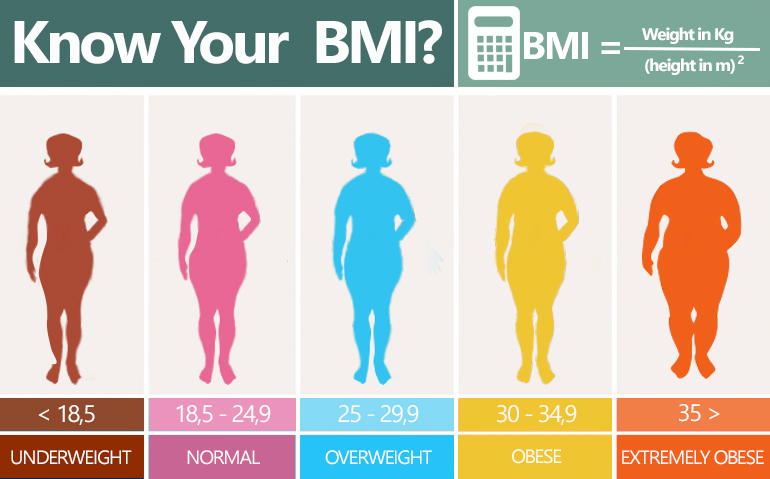 Know Your BMI?
BMI = Weight in Kg
(height in m) 2
< 18,5
18,5 - 24,9
25 - 29,9
30 - 34,9
35 >
UNDERWEIGHT
NORMAL
OVERWEIGHT
OBESE
EXTREMELY OBESE